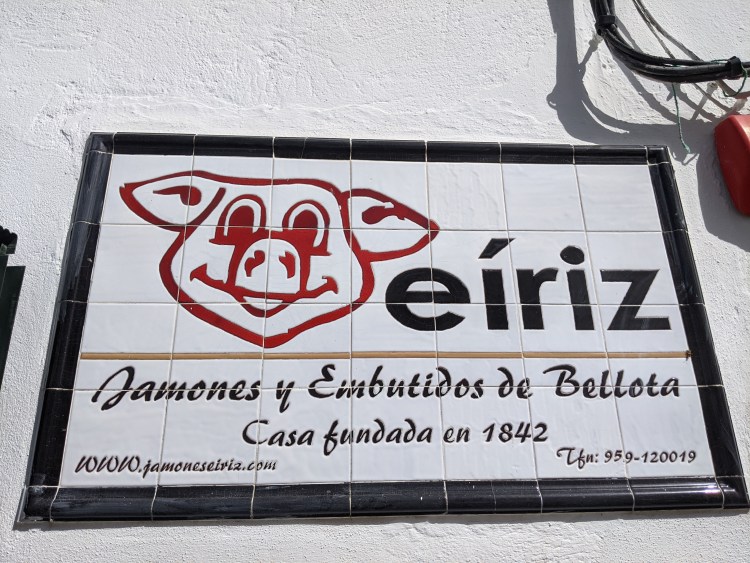 eíriz
Jamones y Embutidos de Bellota
Casa fundada en 1842
WWW.jamoneseiriz.com
Tfn: 959-120019